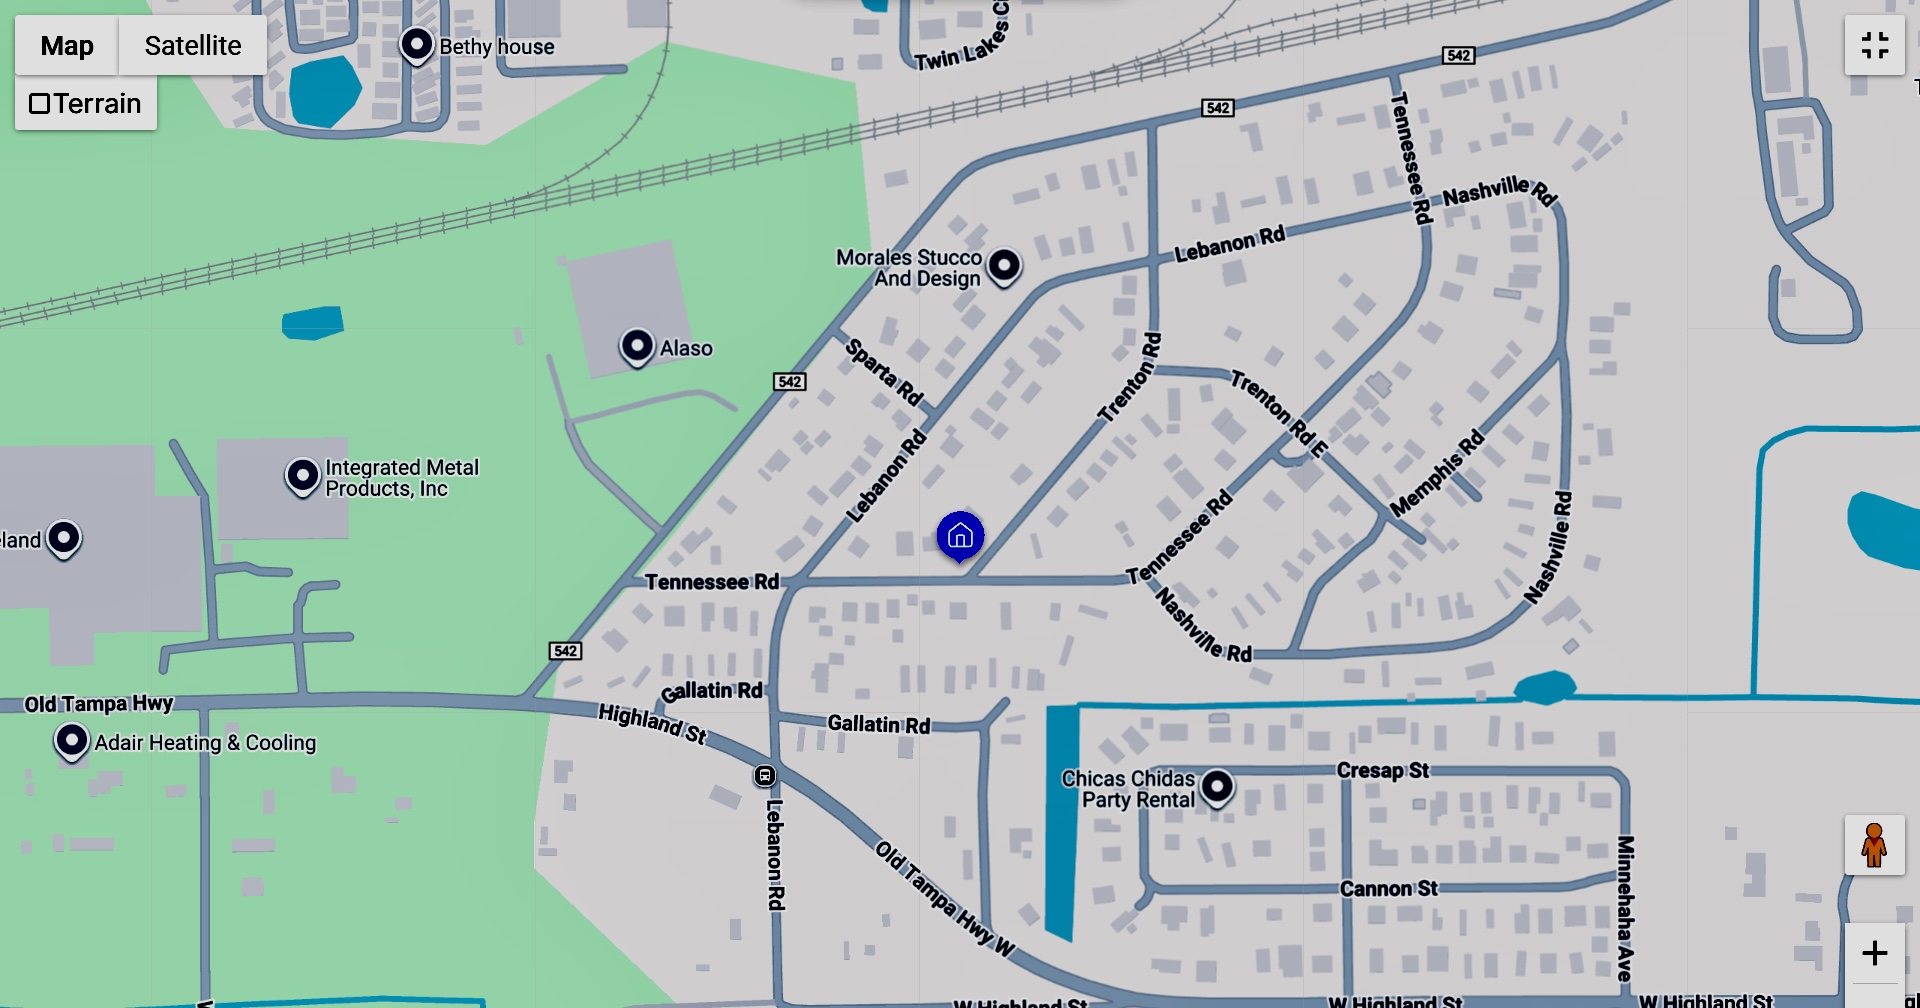 Map
Satellite
Terrain
Bethy house
Twin Lakes Ci
542
542
Tennessee Rd
Nashville Rd
Lebanon Rd
Morales Stucco
And Design
Alaso
Sparta Rd
542
Trenton Rd
Trenton Rd E
Lebanon Rd
Memphis Rd
Integrated Metal
Products, Inc
eland
Tennessee Rd
Tennessee Rd
Nashville Rd
Nashville Rd
542
Gallatin Rd
Old Tampa Hwy
Highland St
Gallatin Rd
Adair Heating & Cooling
Chicas Chidas
Party Rental
Cresap St
Lebanon Rd
Old Tampa Hwy W
Cannon St
Minnehaha Ave
W Highland St
W Highland St
W Highland St